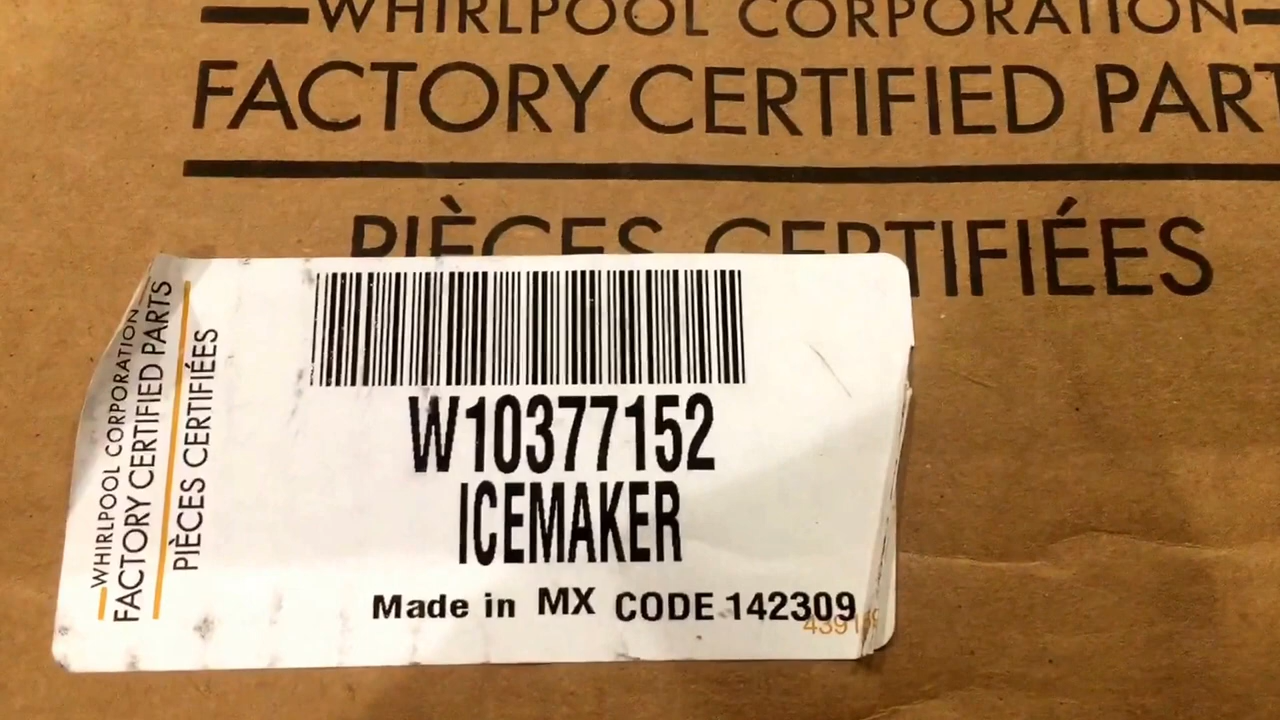 WHIRLPOOL CORPORATION
FACTORY CERTIFIED PART
PIÈCES CERTIFIÉES
WHIRLPOOL CORPORATION
FACTORY CERTIFIED PARTS
PIÈCES CERTIFIÉES
W10377152
ICEMAKER
Made in MX CODE 142309